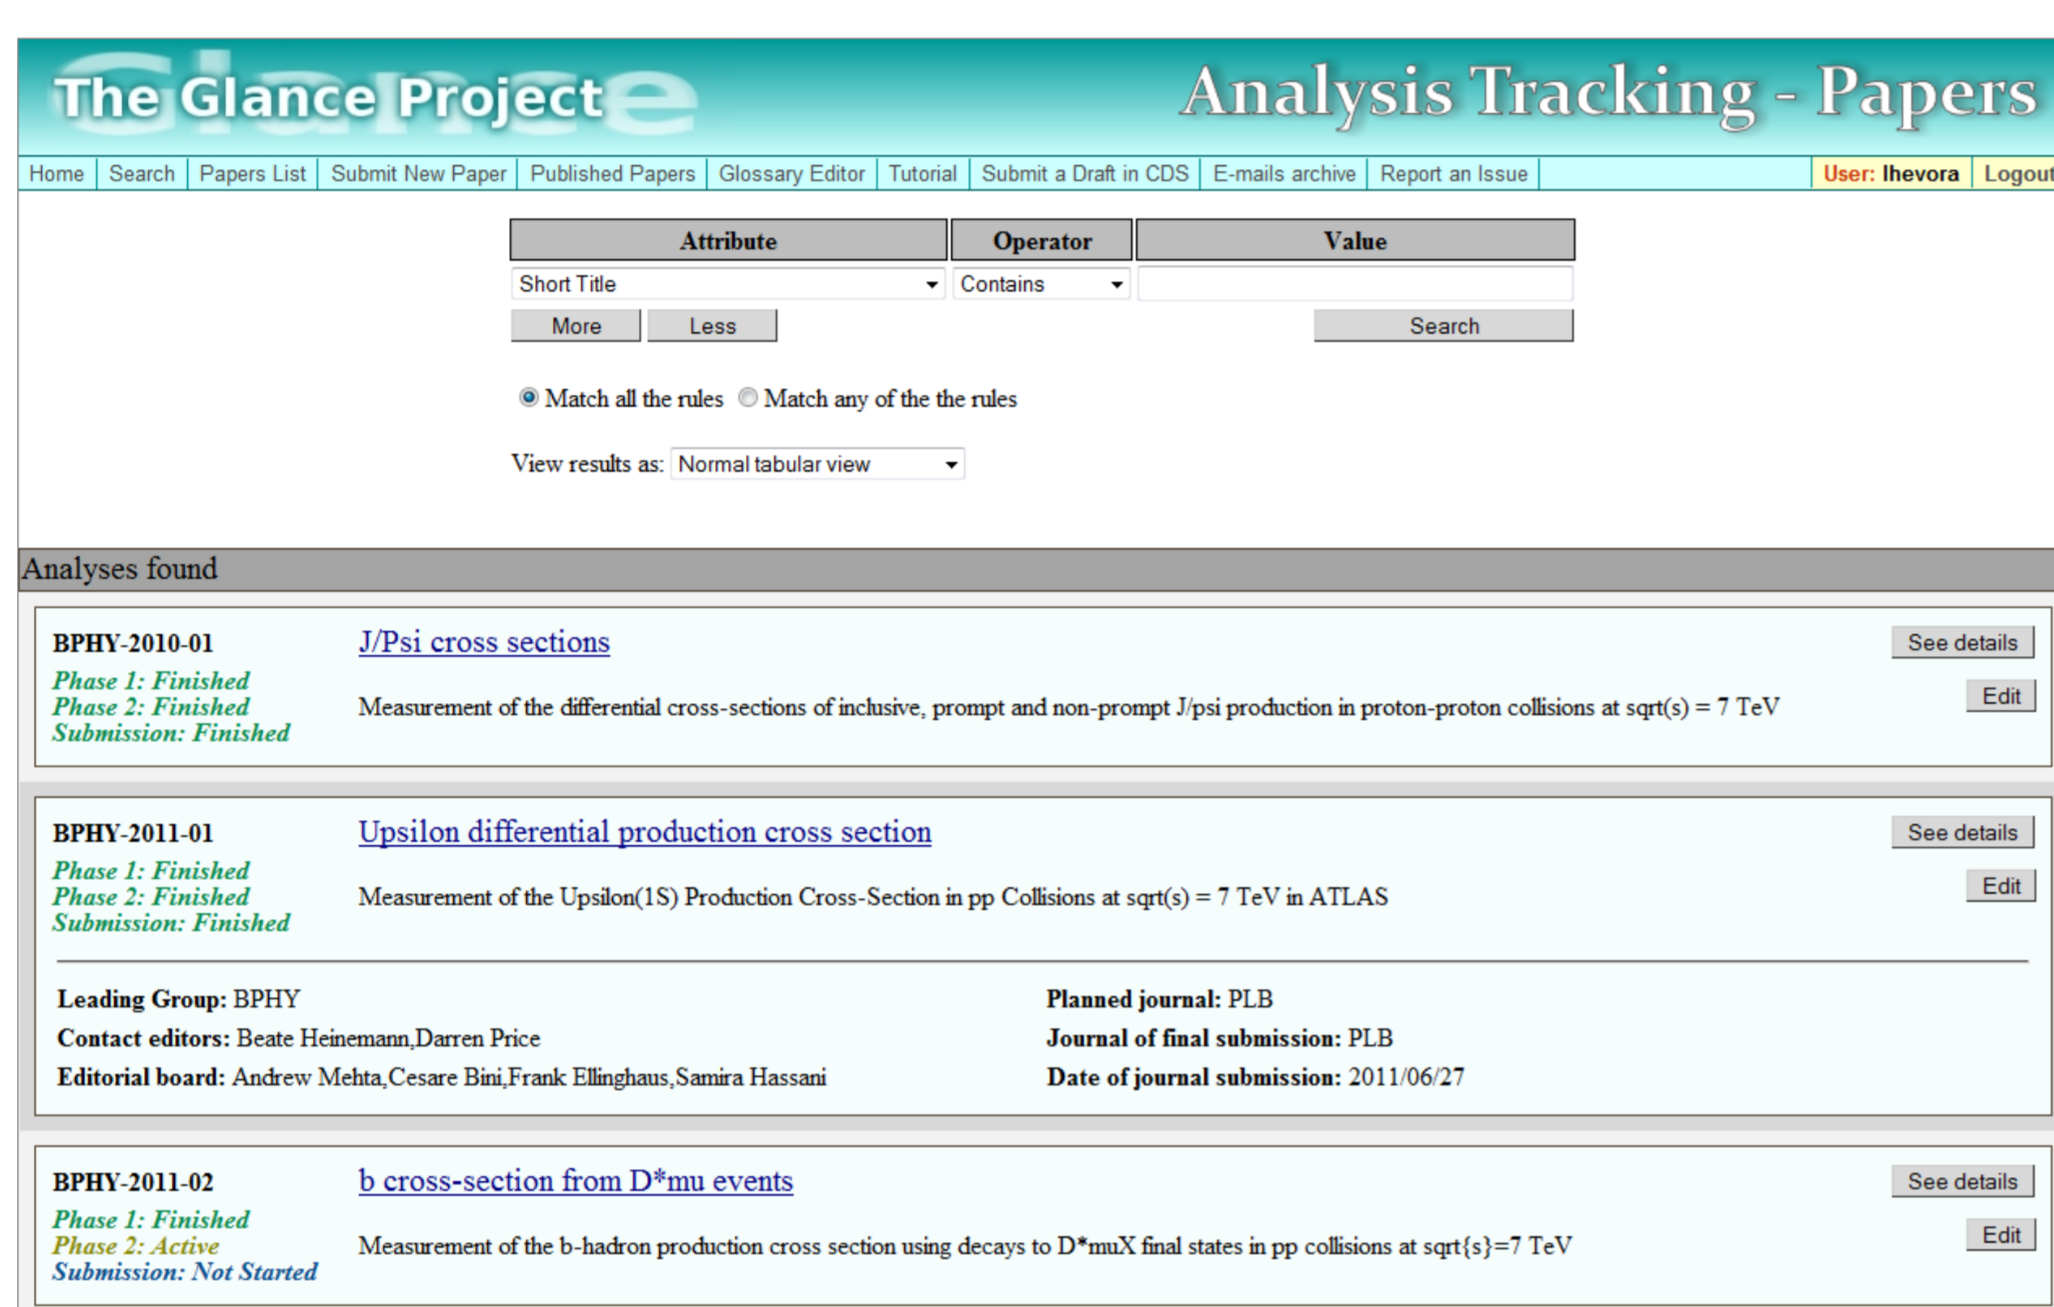 The Glance Project
Glance
Analysis Tracking - Papers
Home Search Papers List Submit New Paper Published Papers Glossary Editor Tutorial Submit a Draft in CDS E-mails archive Report an Issue User: lhevora Logout
Attribute Operator Value
Short Title Contains
More Less Search
Match all the rules Match any of the the rules
View results as: Normal tabular view
Analyses found
BPHY-2010-01 J/Psi cross sections See details
Phase 1: Finished
Phase 2: Finished Measurement of the differential cross-sections of inclusive, prompt and non-prompt J/psi production in proton-proton collisions at sqrt(s) = 7 TeV Edit
Submission: Finished
BPHY-2011-01 Upsilon differential production cross section See details
Phase 1: Finished
Phase 2: Finished Measurement of the Upsilon(1S) Production Cross-Section in pp Collisions at sqrt(s) = 7 TeV in ATLAS Edit
Submission: Finished
Leading Group: BPHY Planned journal: PLB
Contact editors: Beate Heinemann,Darren Price Journal of final submission: PLB
Editorial board: Andrew Mehta,Cesare Bini,Frank Ellinghaus,Samira Hassani Date of journal submission: 2011/06/27
BPHY-2011-02 b cross-section from D*mu events See details
Phase 1: Finished
Phase 2: Active Measurement of the b-hadron production cross section using decays to D*muX final states in pp collisions at sqrt{s}=7 TeV Edit
Submission: Not Started